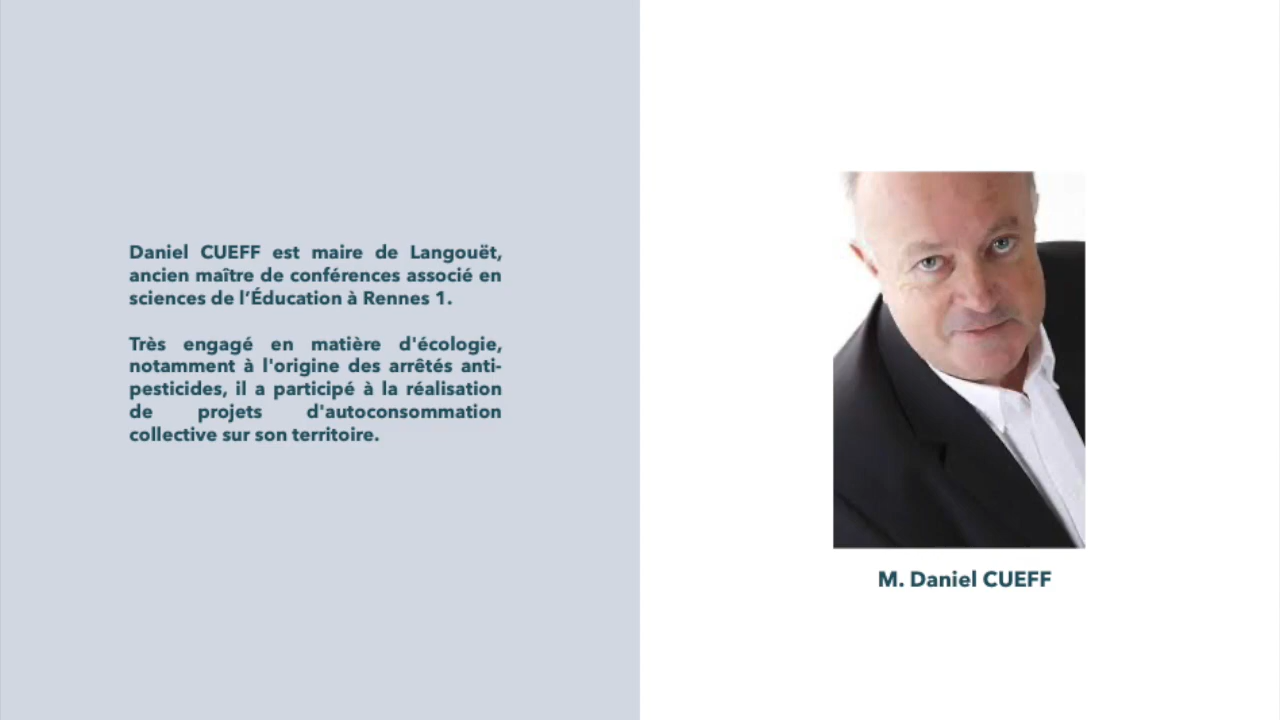 Daniel CUEFF est maire de Langouët,
ancien maître de conférences associé en
sciences de l’Éducation à Rennes 1.
Très engagé en matière d'écologie,
notamment à l'origine des arrêtés anti-
pesticides, il a participé à la réalisation
de projets d'autoconsommation
collective sur son territoire.
M. Daniel CUEFF